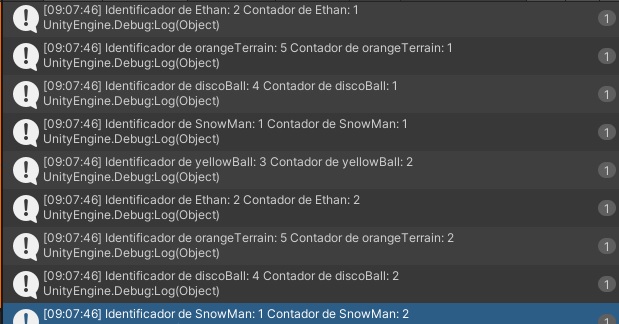 [09:07:46] Identificador de Ethan: 2 Contador de Ethan: 1
UnityEngine.Debug:Log(Object)
1
[09:07:46] Identificador de orangeTerrain: 5 Contador de orangeTerrain: 1
UnityEngine.Debug:Log(Object)
1
[09:07:46] Identificador de discoBall: 4 Contador de discoBall: 1
UnityEngine.Debug:Log(Object)
1
[09:07:46] Identificador de SnowMan: 1 Contador de SnowMan: 1
UnityEngine.Debug:Log(Object)
1
[09:07:46] Identificador de yellowBall: 3 Contador de yellowBall: 2
UnityEngine.Debug:Log(Object)
1
[09:07:46] Identificador de Ethan: 2 Contador de Ethan: 2
UnityEngine.Debug:Log(Object)
1
[09:07:46] Identificador de orangeTerrain: 5 Contador de orangeTerrain: 2
UnityEngine.Debug:Log(Object)
1
[09:07:46] Identificador de discoBall: 4 Contador de discoBall: 2
UnityEngine.Debug:Log(Object)
1
[09:07:46] Identificador de SnowMan: 1 Contador de SnowMan: 2
1